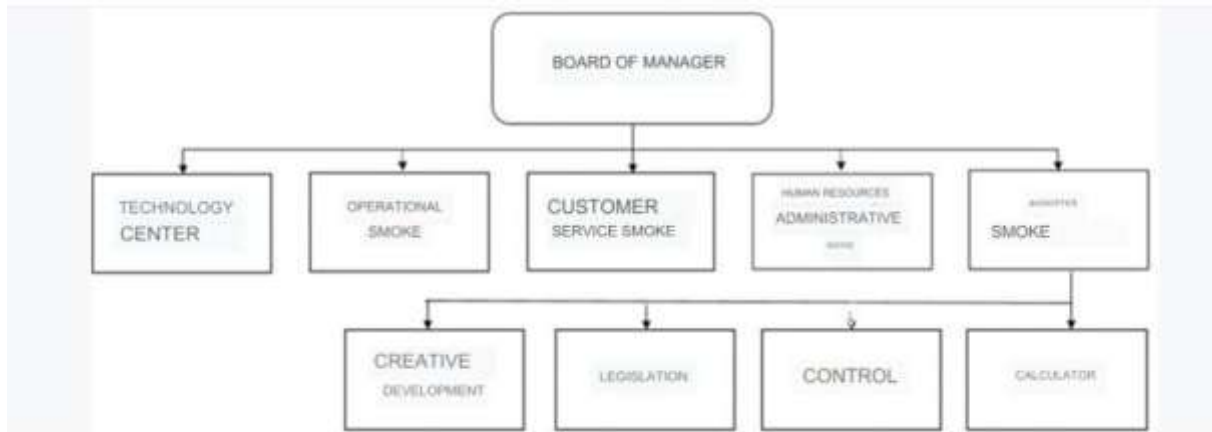 BOARD OF MANAGER
TECHNOLOGY
CENTER
OPERATIONAL
SMOKE
CUSTOMER
SERVICE SMOKE
HUMAN RESOURCES
ADMINISTRATIVE
SMOKE
CREATIVE
DEVELOPMENT
LEGISLATION
CONTROL
CALCULATOR